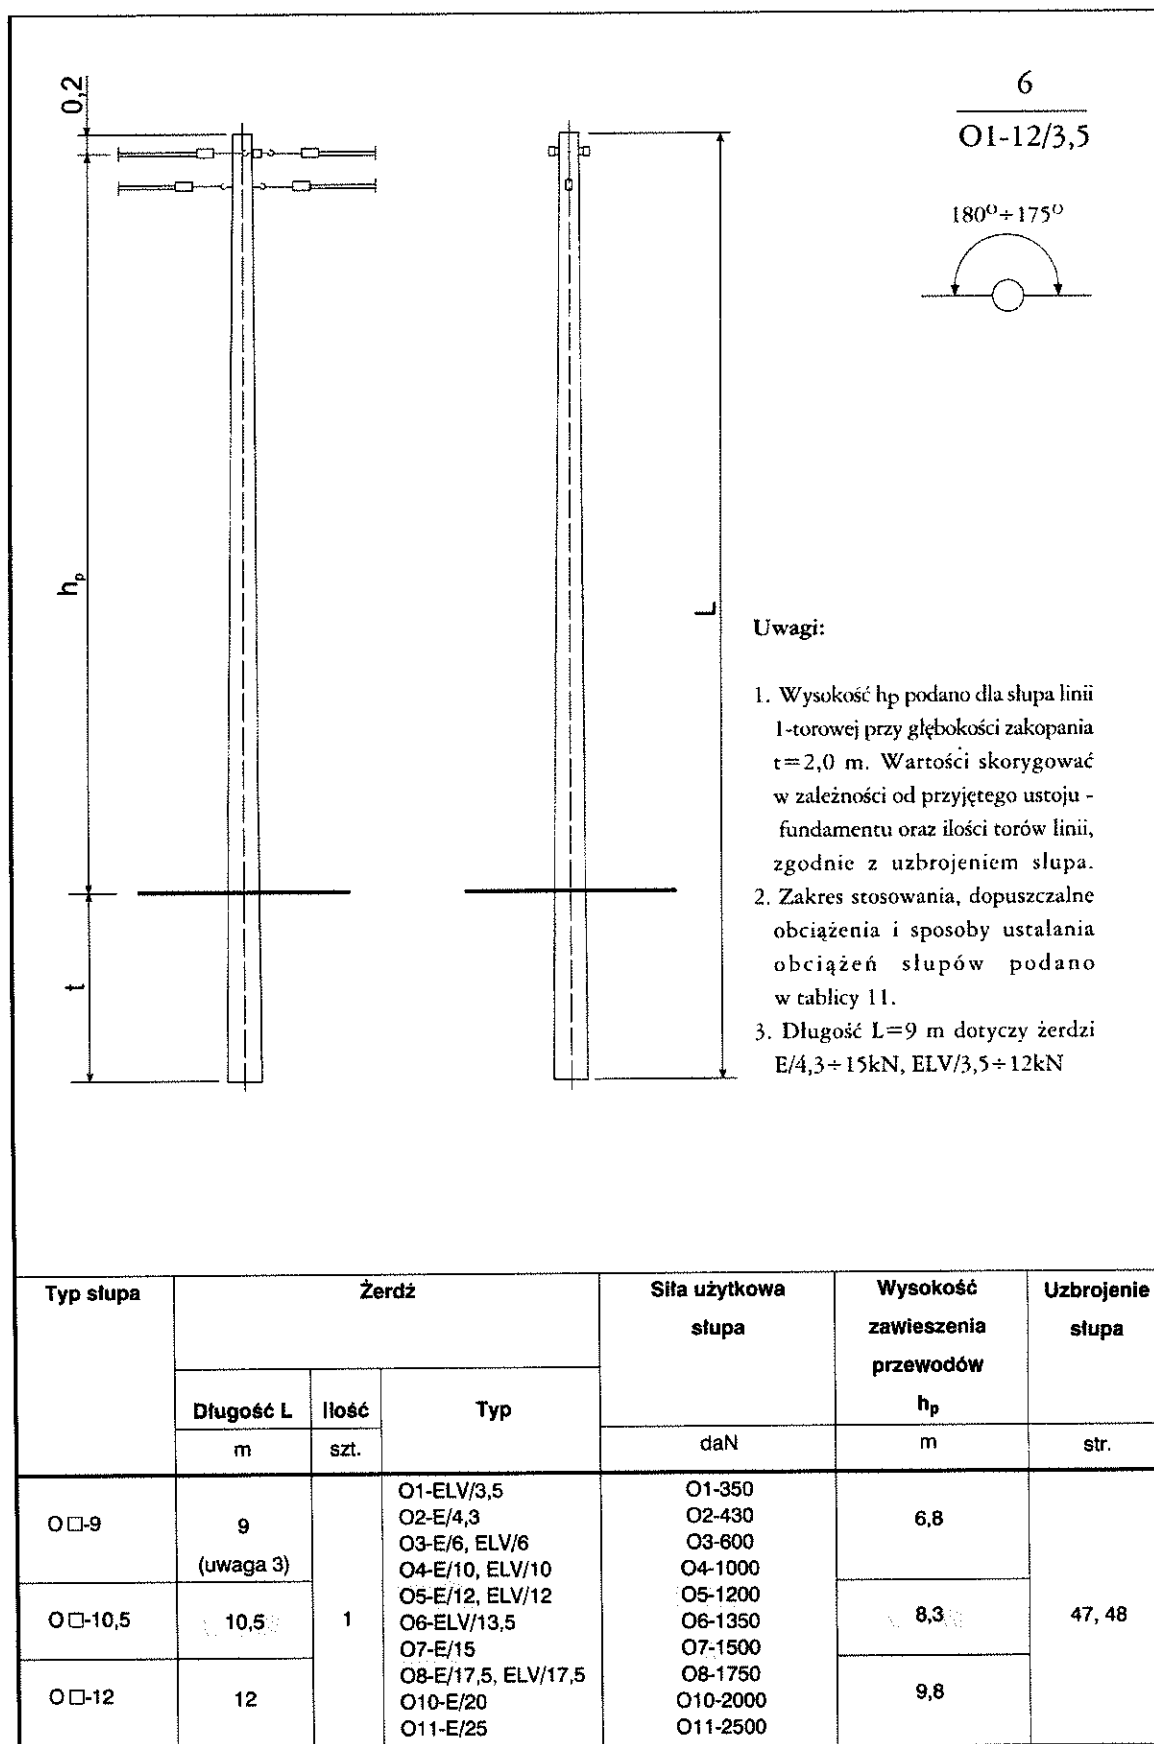 0,2
6
O1-12/3,5
180° ÷ 175°
hp
L
t
Uwagi:
1. Wysokość hp podano dla słupa linii
1-torowej przy głębokości zakopania
t=2,0 m. Wartości skorygować
w zależności od przyjętego ustoju -
fundamentu oraz ilości torów linii,
zgodnie z uzbrojeniem słupa.
2. Zakres stosowania, dopuszczalne
obciążenia i sposoby ustalania
obciążeń słupów podano
w tablicy 11.
3. Długość L=9 m dotyczy żerdzi
E/4,3÷15kN, ELV/3,5÷12kN
Typ słupa Żerdź Siła użytkowa słupa Wysokość zawieszenia przewodów hp Uzbrojenie słupa
Długość L Ilość Typ
m szt. daN m str.
O □-9 9 (uwaga 3) 6,8
O □-10,5 10,5 1 8,3 47, 48
O □-12 12 9,8
O1-ELV/3,5 O1-350
O2-E/4,3 O2-430
O3-E/6, ELV/6 O3-600
O4-E/10, ELV/10 O4-1000
O5-E/12, ELV/12 O5-1200
O6-ELV/13,5 O6-1350
O7-E/15 O7-1500
O8-E/17,5, ELV/17,5 O8-1750
O10-E/20 O10-2000
O11-E/25 O11-2500